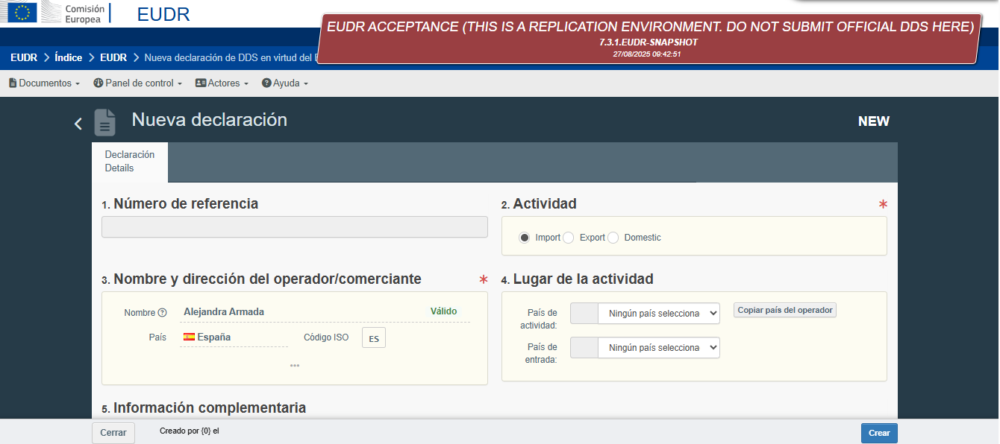 Comisión
Europea
EUDR
EUDR ACCEPTANCE (THIS IS A REPLICATION ENVIRONMENT. DO NOT SUBMIT OFFICIAL DDS HERE)
7.3.1.EUDR-SNAPSHOT
27/08/2025 09:42:51
EUDR > Índice > EUDR > Nueva declaración de DDS en virtud del
Documentos Panel de control Actores Ayuda
Nueva declaración NEW
Declaración
Details
1. Número de referencia
2. Actividad *
Import Export Domestic
3. Nombre y dirección del operador/comerciante *
Nombre Alejandra Armada Válido
País España Código ISO ES
...
4. Lugar de la actividad
País de actividad: Ningún país selecciona Copiar país del operador
País de entrada: Ningún país selecciona
5. Información complementaria
Cerrar Creado por {0} el Crear